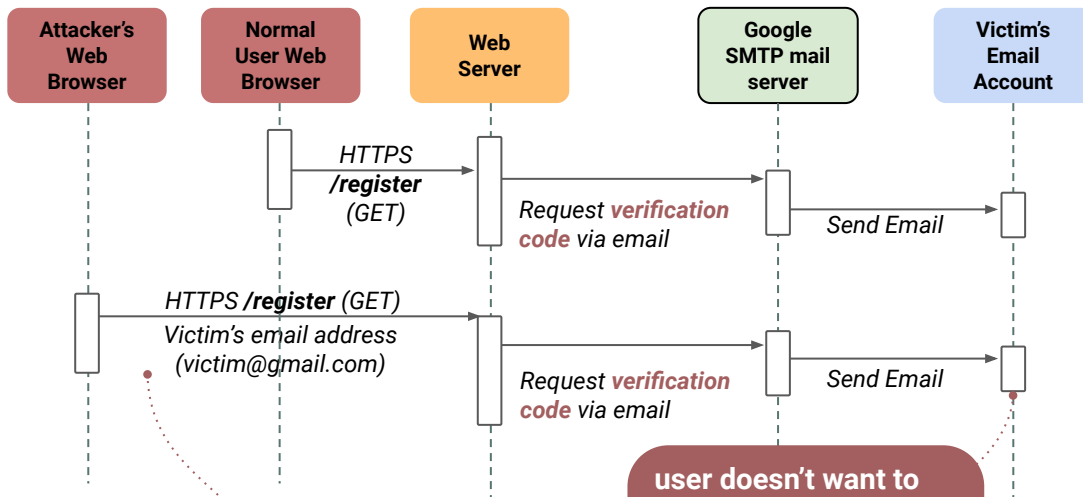 Attacker's
Web
Browser
Normal
User Web
Browser
Web
Server
Google
SMTP mail
server
Victim's
Email
Account
HTTPS
/register
(GET)
Request verification
code via email
Send Email
HTTPS /register (GET)
Victim's email address
(victim@gmail.com)
Request verification
code via email
Send Email
user doesn't want to